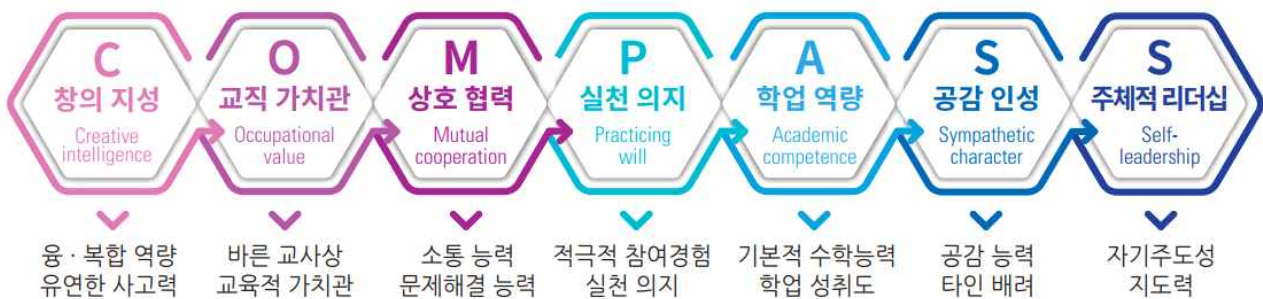 C
창의 지성
Creative
intelligence
융·복합 역량
유연한 사고력
O
교직 가치관
Occupational
value
바른 교사상
교육적 가치관
M
상호 협력
Mutual
cooperation
소통 능력
문제해결 능력
P
실천 의지
Practicing
will
적극적 참여경험
실천 의지
A
학업 역량
Academic
competence
기본적 수학능력
학업 성취도
S
공감 인성
Sympathetic
character
공감 능력
타인 배려
S
주체적 리더십
Self-
leadership
자기주도성
지도력